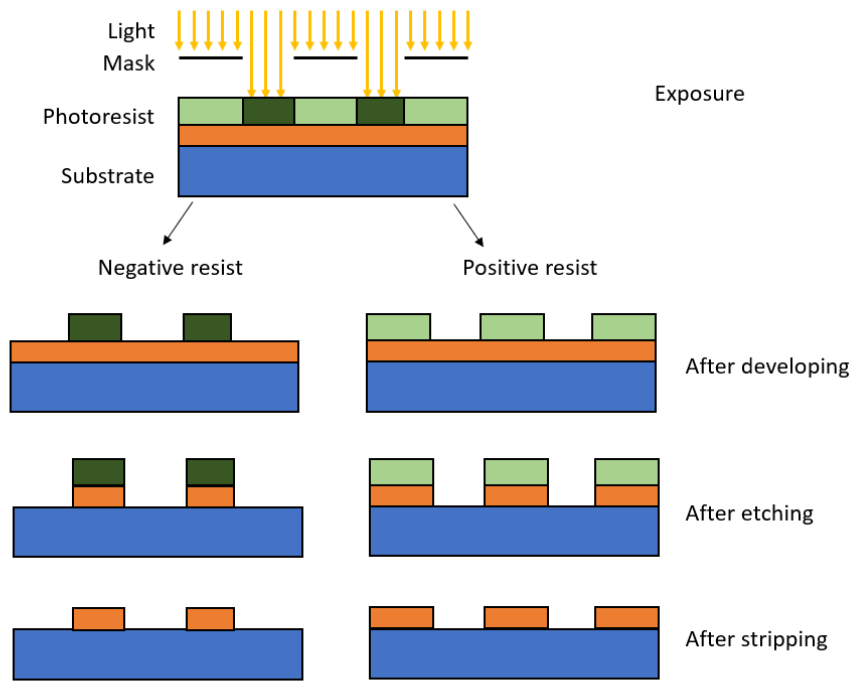 Light
Mask
Exposure
Photoresist
Substrate
Negative resist
Positive resist
After developing
After etching
After stripping